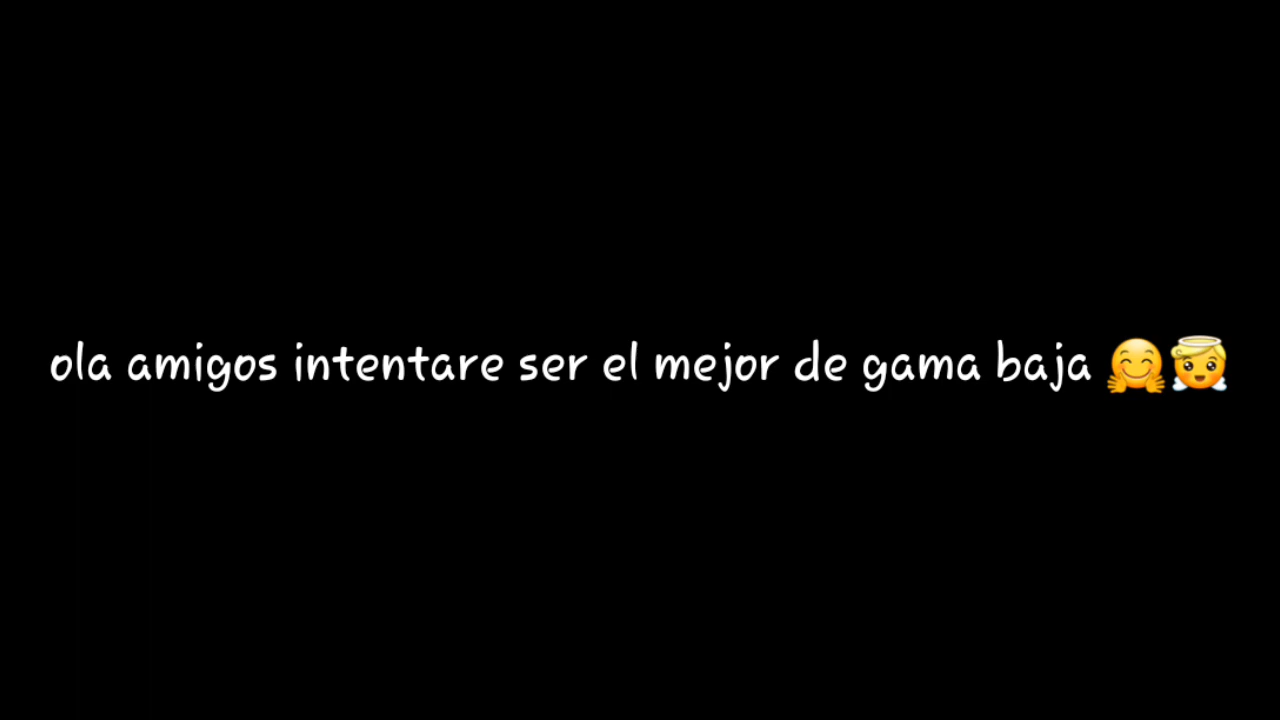 ola amigos intentare ser el mejor de gama baja 🤗😇